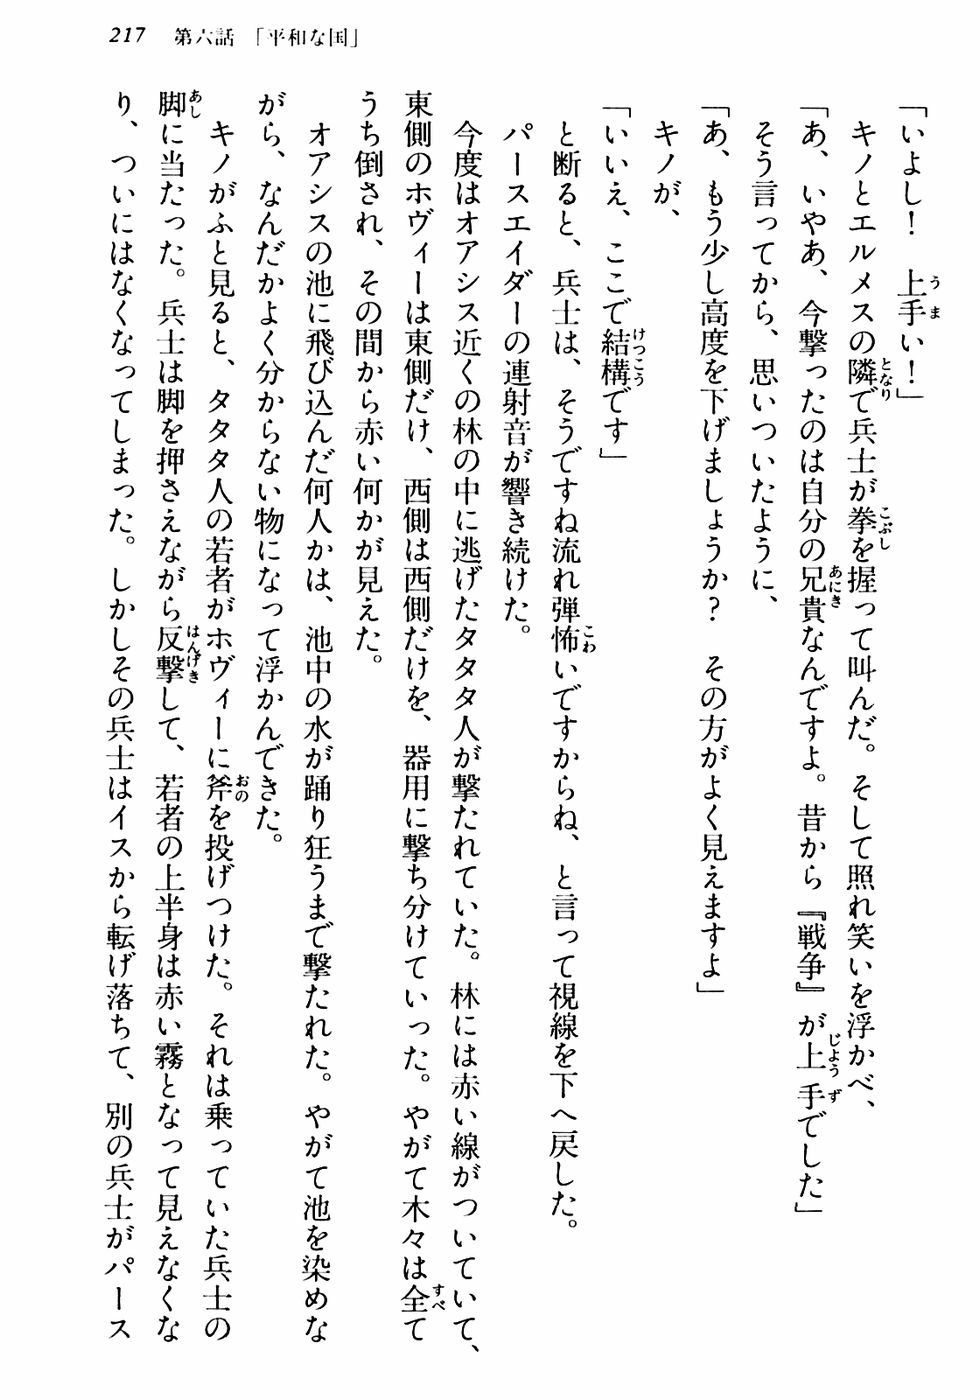 217　第六話　「平和な国」
「いよし！　上手い！」
　キノとエルメスの隣で兵士が拳を握って叫んだ。そして照れ笑いを浮かべ、
「あ、いやあ、今撃ったのは自分の兄貴なんですよ。昔から『戦争』が上手でした」
　そう言ってから、思いついたように、
「あ、もう少し高度を下げましょうか？　その方がよく見えますよ」
　キノが、
「いいえ、ここで結構です」
　と断ると、兵士は、そうですね流れ弾怖いですからね、と言って視線を下へ戻した。
　パースエイダーの連射音が響き続けた。
　今度はオアシス近くの林の中に逃げたタタタ人が撃たれていた。林には赤い線がついていて、
東側のホヴィーは東側だけ、西側は西側だけを、器用に撃ち分けていった。やがて木々は全て
うち倒され、その間から赤い何かが見えた。
　オアシスの池に飛び込んだ何人かは、池中の水が踊り狂うまで撃たれた。やがて池を染めな
がら、なんだかよく分からない物になって浮かんできた。
　キノがふと見ると、タタタ人の若者がホヴィーに斧を投げつけた。それは乗っていた兵士の
脚に当たった。兵士は脚を押さえながら反撃して、若者の上半身は赤い霧となって見えなくな
り、ついにはなくなってしまった。しかしその兵士はイスから転げ落ちて、別の兵士がパース